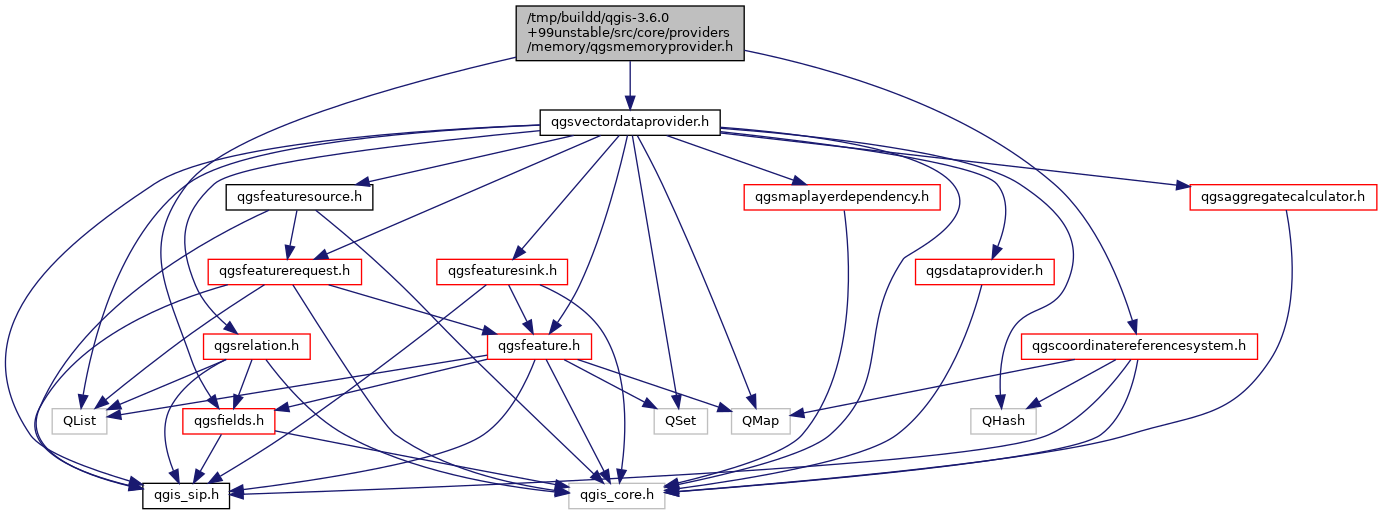 /tmp/buildd/qgis-3.6.0
+99unstable/src/core/providers
/memory/qgsmemoryprovider.h
qgsvectordataprovider.h
qgsfeaturesource.h
qgsmaplayerdependency.h
qgsaggregatecalculator.h
qgsfeaturerequest.h
qgsfeaturesink.h
qgsdataprovider.h
qgsrelation.h
qgsfeature.h
qgscoordinatereferencesystem.h
QList
qgsfields.h
QSet
QMap
QHash
qgis_sip.h
qgis_core.h